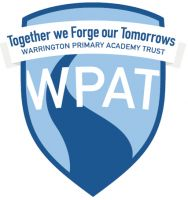 Together we Forge our Tomorrows
WARRINGTON PRIMARY ACADEMY TRUST
WPAT